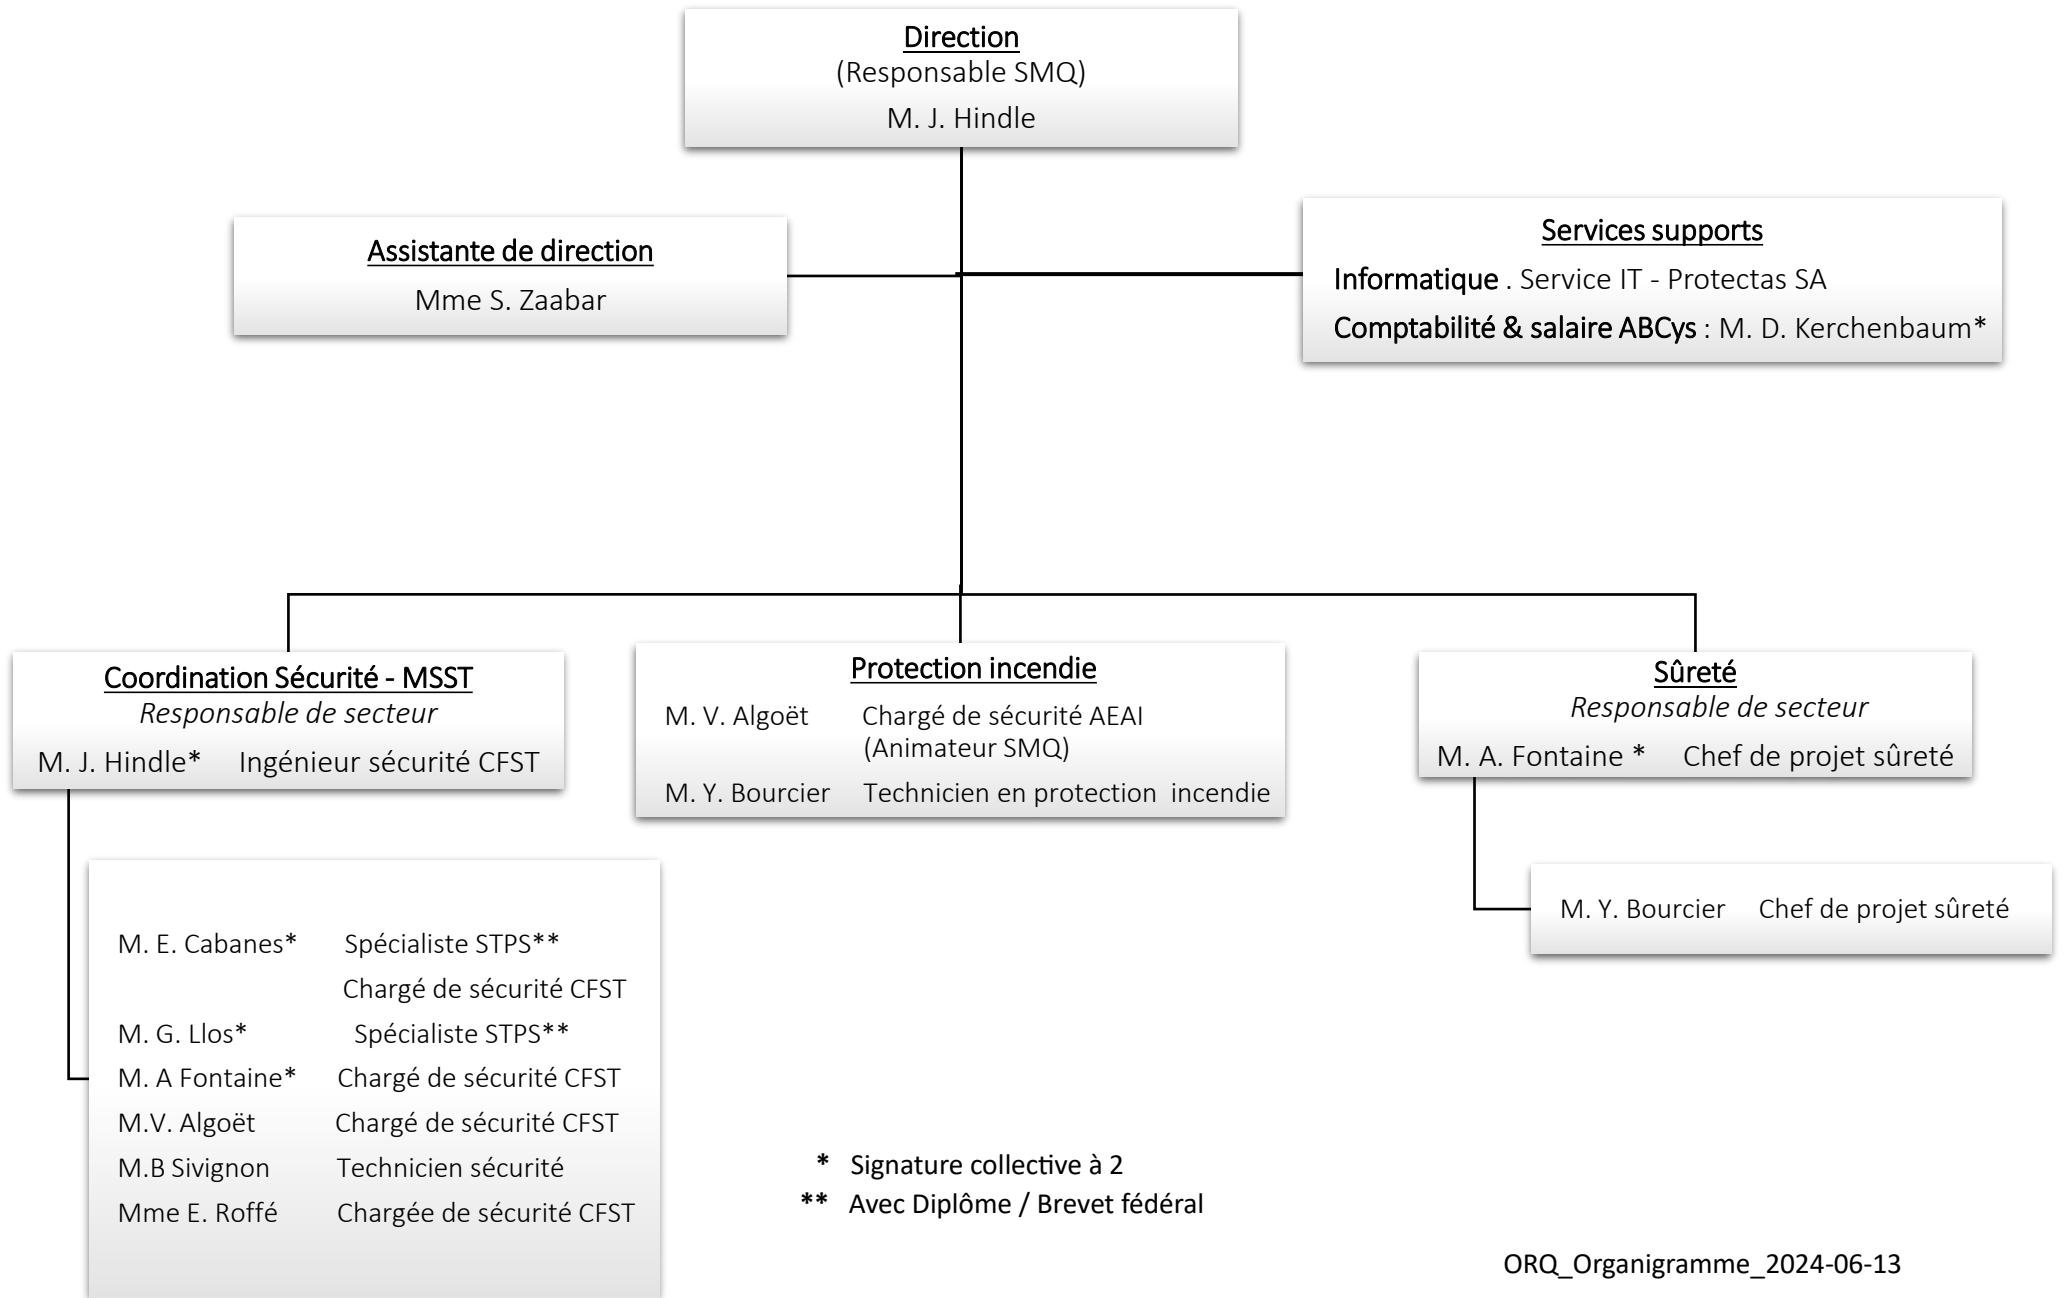 Direction
(Responsable SMQ)
M. J. Hindle
Assistante de direction
Mme S. Zaabar
Services supports
Informatique . Service IT - Protectas SA
Comptabilité & salaire ABCys : M. D. Kerchenbaum*
Coordination Sécurité - MSST
Responsable de secteur
M. J. Hindle* Ingénieur sécurité CFST
Protection incendie
M. V. Algoët Chargé de sécurité AEAI
(Animateur SMQ)
M. Y. Bourcier Technicien en protection incendie
Sûreté
Responsable de secteur
M. A. Fontaine * Chef de projet sûreté
M. E. Cabanes* Spécialiste STPS**
Chargé de sécurité CFST
M. G. Llos* Spécialiste STPS**
M. A Fontaine* Chargé de sécurité CFST
M.V. Algoët Chargé de sécurité CFST
M.B Sivignon Technicien sécurité
Mme E. Roffé Chargée de sécurité CFST
M. Y. Bourcier Chef de projet sûreté
* Signature collective à 2
** Avec Diplôme / Brevet fédéral
ORQ_Organigramme_2024-06-13